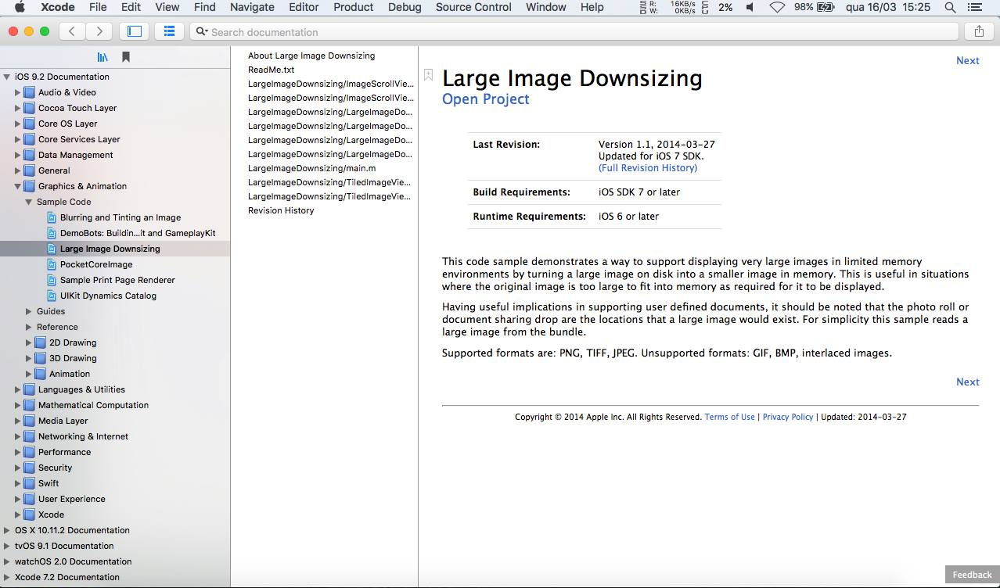 Xcode File Edit View Find Navigate Editor Product Debug Source Control Window Help R: 16KB/s W: 0KB/s 2% 98% qua 16/03 15:25
Search documentation
iOS 9.2 Documentation
Audio & Video
Cocoa Touch Layer
Core OS Layer
Core Services Layer
Data Management
General
Graphics & Animation
Sample Code
Blurring and Tinting an Image
DemoBots: Buildin...it and GameplayKit
Large Image Downsizing
PocketCoreImage
Sample Print Page Renderer
UIKit Dynamics Catalog
Guides
Reference
2D Drawing
3D Drawing
Animation
Languages & Utilities
Mathematical Computation
Media Layer
Networking & Internet
Performance
Security
Swift
User Experience
Xcode
OS X 10.11.2 Documentation
tvOS 9.1 Documentation
watchOS 2.0 Documentation
Xcode 7.2 Documentation
About Large Image Downsizing
ReadMe.txt
LargeImageDownsizing/ImageScrollVie...
LargeImageDownsizing/ImageScrollVie...
LargeImageDownsizing/LargeImageDo...
LargeImageDownsizing/LargeImageDo...
LargeImageDownsizing/LargeImageDo...
LargeImageDownsizing/LargeImageDo...
LargeImageDownsizing/main.m
LargeImageDownsizing/TiledImageVie...
LargeImageDownsizing/TiledImageVie...
Revision History
Next
Large Image Downsizing
Open Project
Last Revision: Version 1.1, 2014-03-27
Updated for iOS 7 SDK.
(Full Revision History)
Build Requirements: iOS SDK 7 or later
Runtime Requirements: iOS 6 or later
This code sample demonstrates a way to support displaying very large images in limited memory
environments by turning a large image on disk into a smaller image in memory. This is useful in situations
where the original image is too large to fit into memory as required for it to be displayed.
Having useful implications in supporting user defined documents, it should be noted that the photo roll or
document sharing drop are the locations that a large image would exist. For simplicity this sample reads a
large image from the bundle.
Supported formats are: PNG, TIFF, JPEG. Unsupported formats: GIF, BMP, interlaced images.
Next
Copyright © 2014 Apple Inc. All Rights Reserved. Terms of Use | Privacy Policy | Updated: 2014-03-27
Feedback